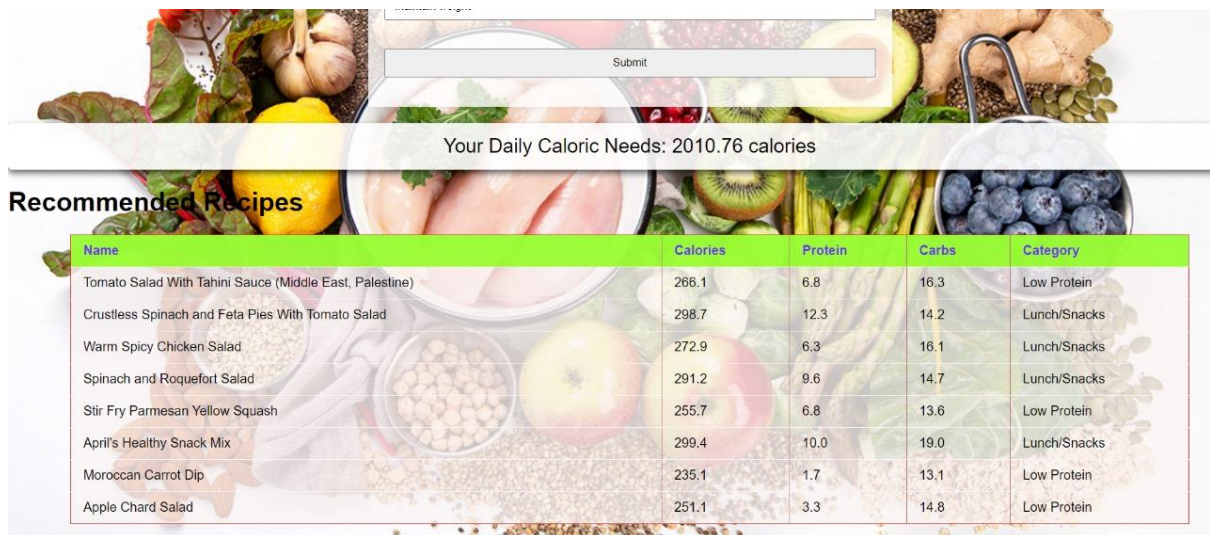 Maintain weight
Submit
Your Daily Caloric Needs: 2010.76 calories
Recommended Recipes
Name Calories Protein Carbs Category
Tomato Salad With Tahini Sauce (Middle East, Palestine) 266.1 6.8 16.3 Low Protein
Crustless Spinach and Feta Pies With Tomato Salad 298.7 12.3 14.2 Lunch/Snacks
Warm Spicy Chicken Salad 272.9 6.3 16.1 Lunch/Snacks
Spinach and Roquefort Salad 291.2 9.6 14.7 Lunch/Snacks
Stir Fry Parmesan Yellow Squash 255.7 6.8 13.6 Low Protein
April's Healthy Snack Mix 299.4 10.0 19.0 Lunch/Snacks
Moroccan Carrot Dip 235.1 1.7 13.1 Low Protein
Apple Chard Salad 251.1 3.3 14.8 Low Protein